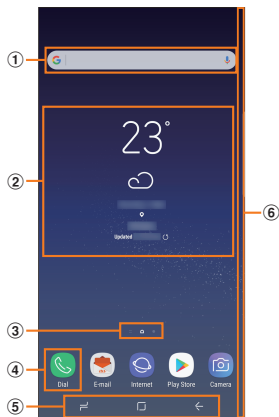 ①
G
23°
②
Updated
⑥
③
④
Dial
E-mail
Internet
Play Store
Camera
⑤